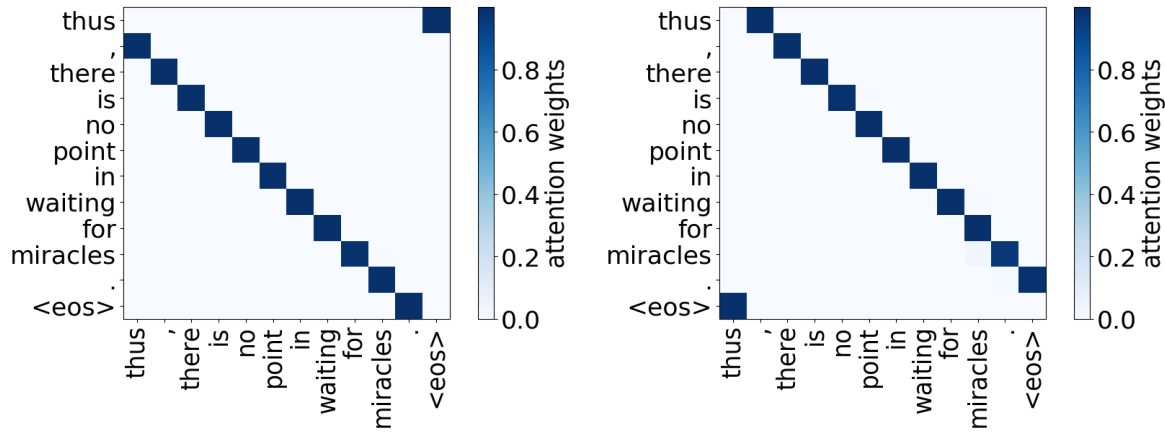 thus
,
there
is
no
point
in
waiting
for
miracles
.
<eos>
thus , there is no point in waiting for miracles . <eos>
0.8
0.6
0.4
0.2
0.0
attention weights
thus
,
there
is
no
point
in
waiting
for
miracles
.
<eos>
thus , there is no point in waiting for miracles . <eos>
0.8
0.6
0.4
0.2
0.0
attention weights